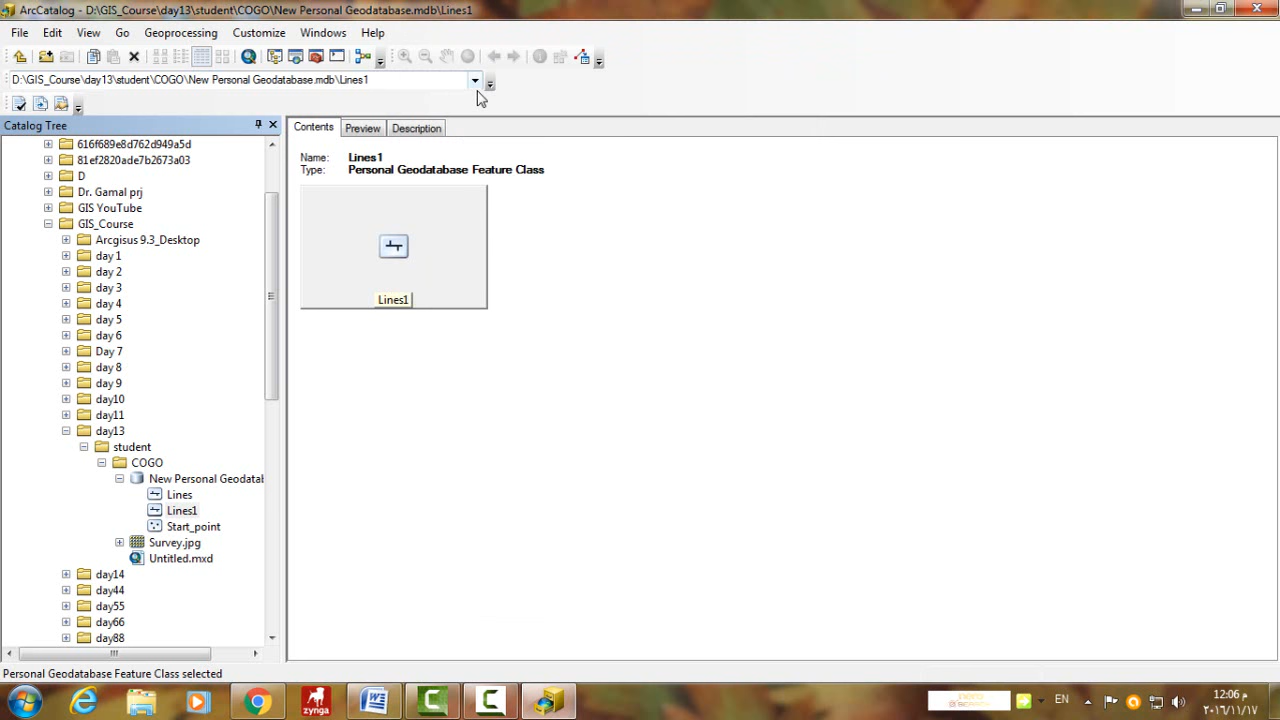 ArcCatalog - D:\GIS_Course\day13\student\COGO\New Personal Geodatabase.mdb\Lines1
File Edit View Go Geoprocessing Customize Windows Help
D:\GIS_Course\day13\student\COGO\New Personal Geodatabase.mdb\Lines1
Catalog Tree
616f689e8d762d949a5d
81ef2820ade7b2673a03
D
Dr. Gamal prj
GIS YouTube
GIS_Course
Arcgisus 9.3_Desktop
day 1
day 2
day 3
day 4
day 5
day 6
Day 7
day 8
day 9
day10
day11
day13
student
COGO
New Personal Geodatal
Lines
Lines1
Start_point
Survey.jpg
Untitled.mxd
day14
day44
day55
day66
day88
Contents Preview Description
Name: Lines1
Type: Personal Geodatabase Feature Class
Lines1
Personal Geodatabase Feature Class selected
zynga
EN
12:06 م
٢٠١٦/١١/١٧